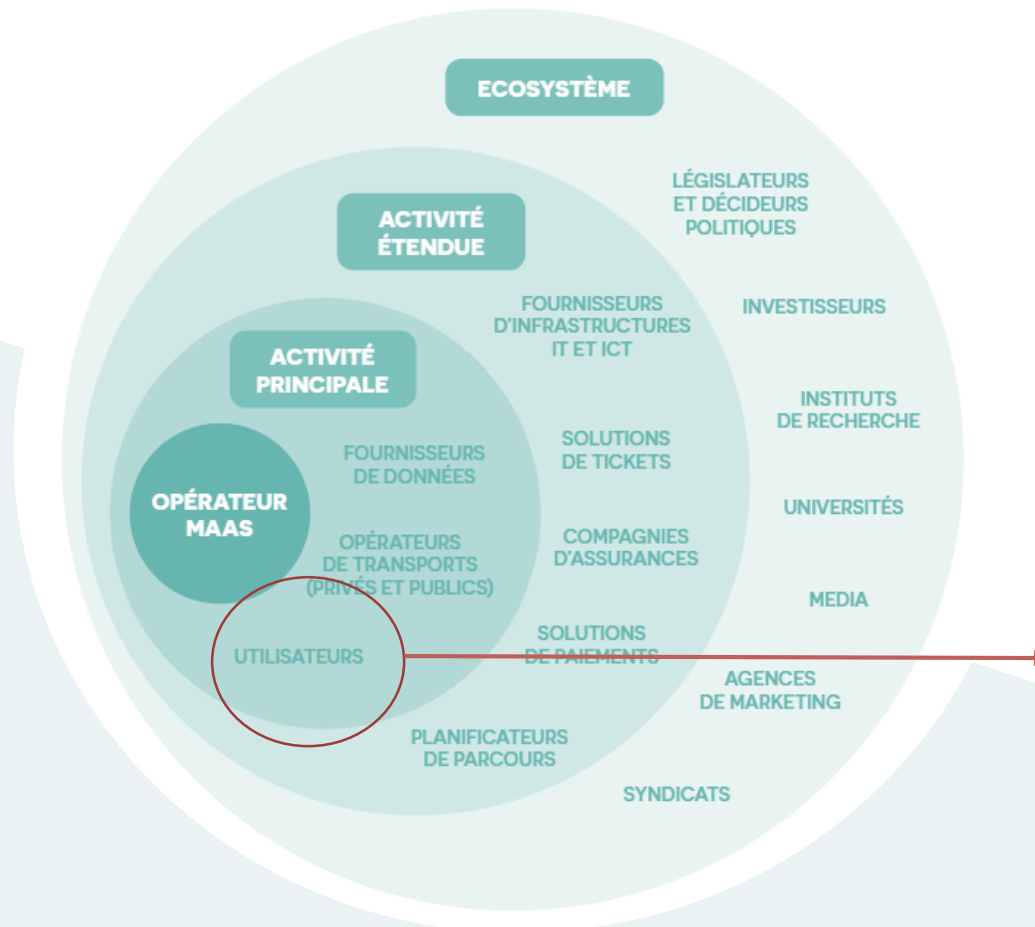 ECOSYSTÈME
LÉGISLATEURS
ET DÉCIDEURS
POLITIQUES
ACTIVITÉ
ÉTENDUE
FOURNISSEURS
D'INFRASTRUCTURES
IT ET ICT
INVESTISSEURS
ACTIVITÉ
PRINCIPALE
INSTITUTS
DE RECHERCHE
FOURNISSEURS
DE DONNÉES
SOLUTIONS
DE TICKETS
OPÉRATEUR
MAAS
UNIVERSITÉS
OPÉRATEURS
DE TRANSPORTS
(PRIVÉS ET PUBLICS)
COMPAGNIES
D'ASSURANCES
MEDIA
UTILISATEURS
SOLUTIONS
DE PAIEMENTS
AGENCES
DE MARKETING
PLANIFICATEURS
DE PARCOURS
SYNDICATS